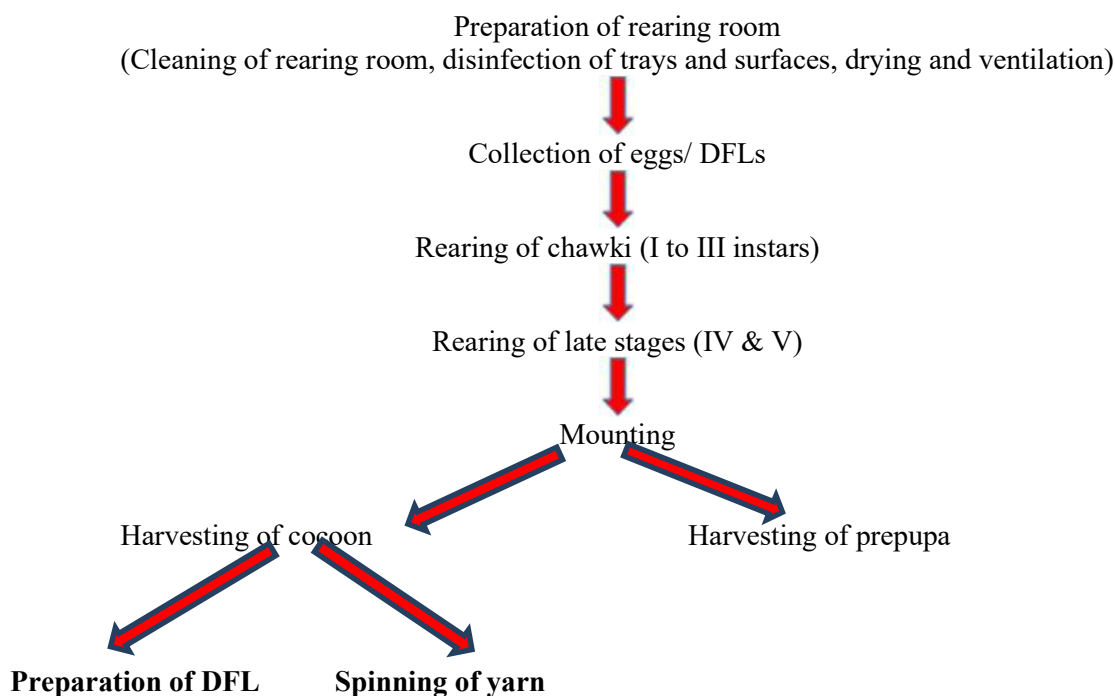 Preparation of rearing room
(Cleaning of rearing room, disinfection of trays and surfaces, drying and ventilation)
Collection of eggs/ DFLs
Rearing of chawki (I to III instars)
Rearing of late stages (IV & V)
Mounting
Harvesting of cocoon
Harvesting of prepupa
Preparation of DFL
Spinning of yarn